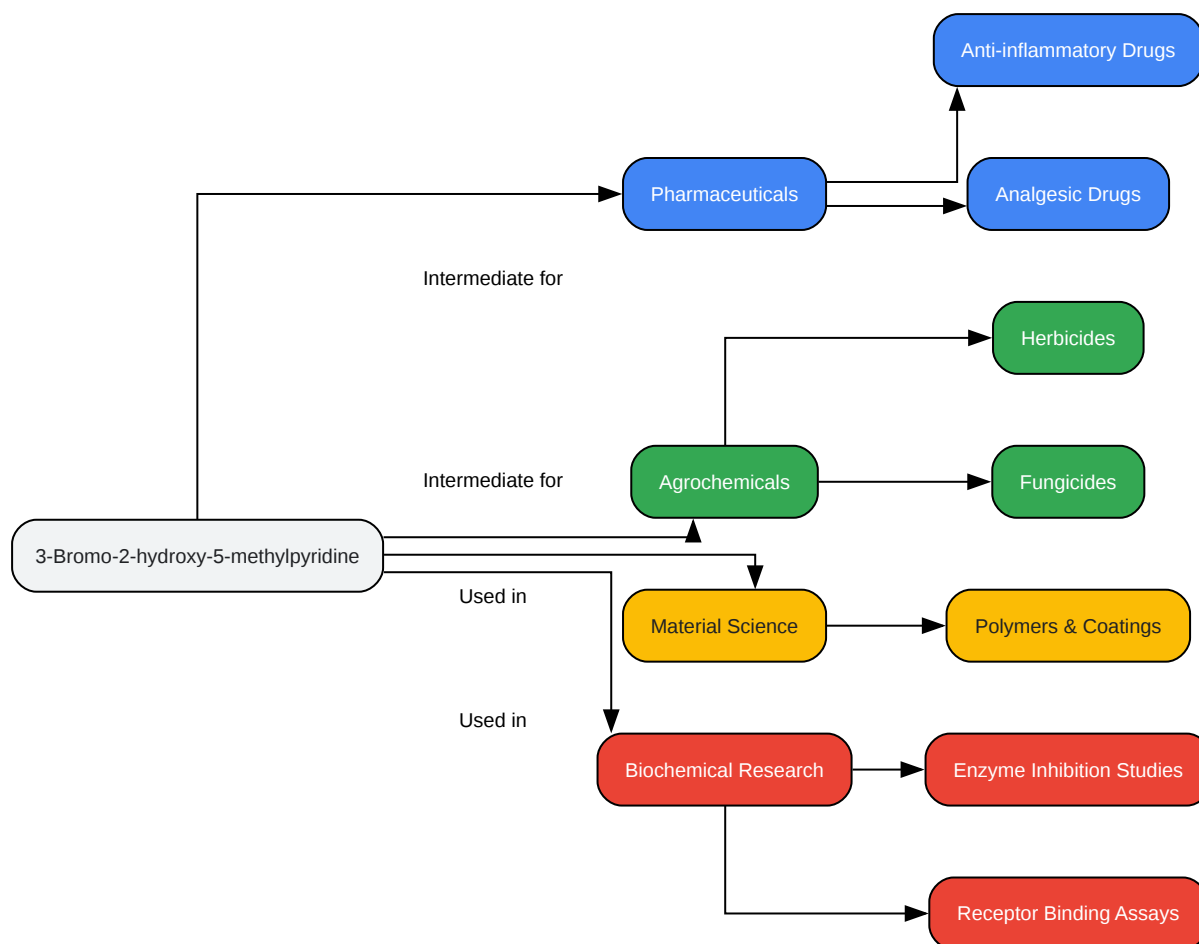 Anti-inflammatory Drugs
Pharmaceuticals
Analgesic Drugs
Intermediate for
Herbicides
Intermediate for
Agrochemicals
Fungicides
3-Bromo-2-hydroxy-5-methylpyridine
Used in
Material Science
Polymers & Coatings
Used in
Biochemical Research
Enzyme Inhibition Studies
Receptor Binding Assays